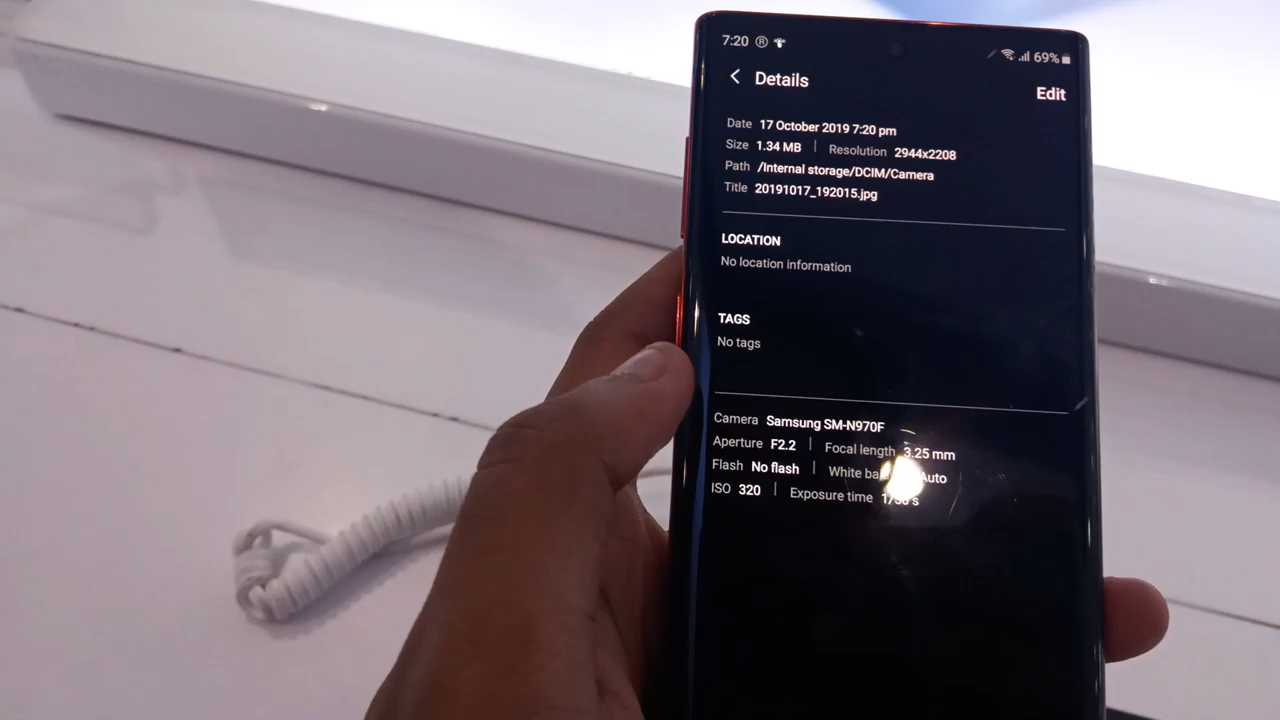 7:20 Ⓡ 69%
Details
Edit
Date 17 October 2019 7:20 pm
Size 1.34 MB | Resolution 2944x2208
Path /Internal storage/DCIM/Camera
Title 20191017_192015.jpg
LOCATION
No location information
TAGS
No tags
Camera Samsung SM-N970F
Aperture F2.2 | Focal length 3.25 mm
Flash No flash | White Auto
ISO 320 | Exposure time s